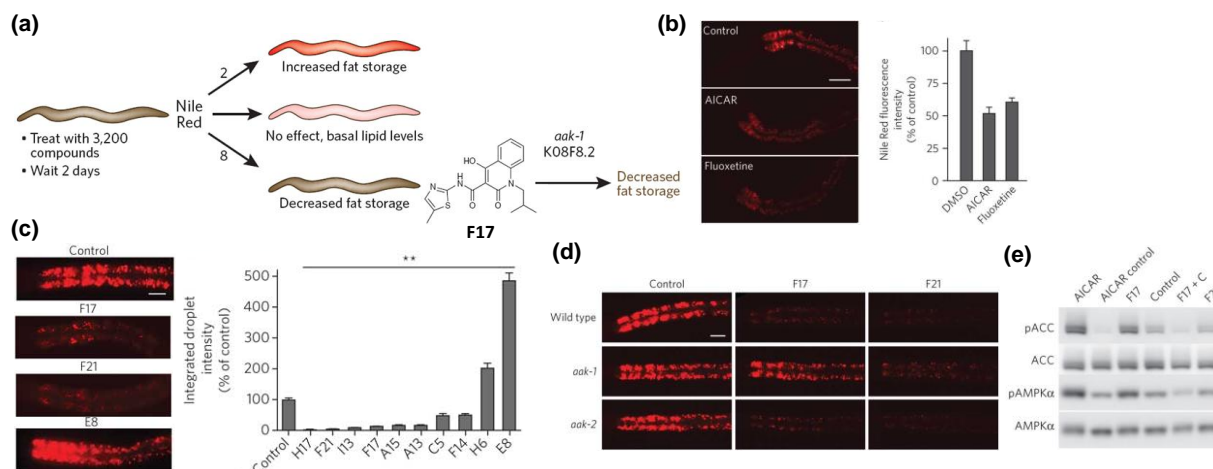 (a)
Nile
Red
2
8
Increased fat storage
No effect, basal lipid levels
Decreased fat storage
▪ Treat with 3,200
compounds
▪ Wait 2 days
OH
N
H
N
S
O
O
N
F17
aak-1
K08F8.2
Decreased
fat storage
(b)
Control
AICAR
Fluoxetine
Nile Red fluorescence
intensity
(% of control)
100
75
50
25
0
DMSO
AICAR
Fluoxetine
(c)
Control
F17
F21
E8
Integrated droplet
intensity
(% of control)
**
500
400
300
200
100
0
Control
H17
F21
I13
F17
A15
A13
C5
F14
H6
E8
(d)
Control
F17
F21
Wild type
aak-1
aak-2
(e)
AICAR
AICAR control
F17
Control
F17 + C
pACC
ACC
pAMPKα
AMPKα